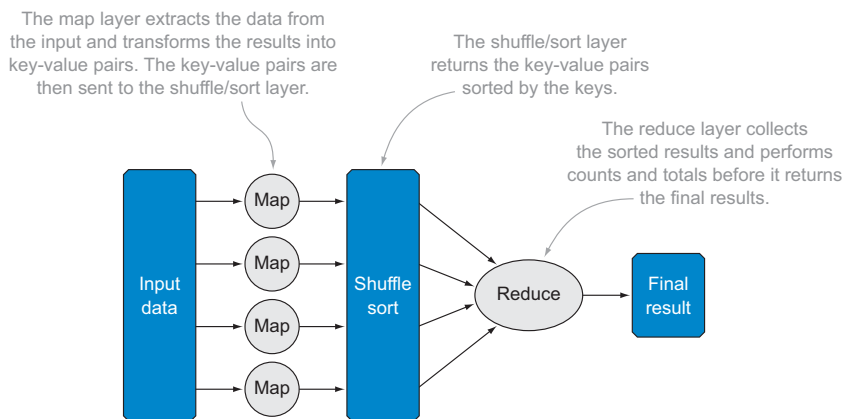 The map layer extracts the data from
the input and transforms the results into
key-value pairs. The key-value pairs are
then sent to the shuffle/sort layer.
The shuffle/sort layer
returns the key-value pairs
sorted by the keys.
The reduce layer collects
the sorted results and performs
counts and totals before it returns
the final results.
Input
data
Map
Map
Map
Map
Shuffle
sort
Reduce
Final
result